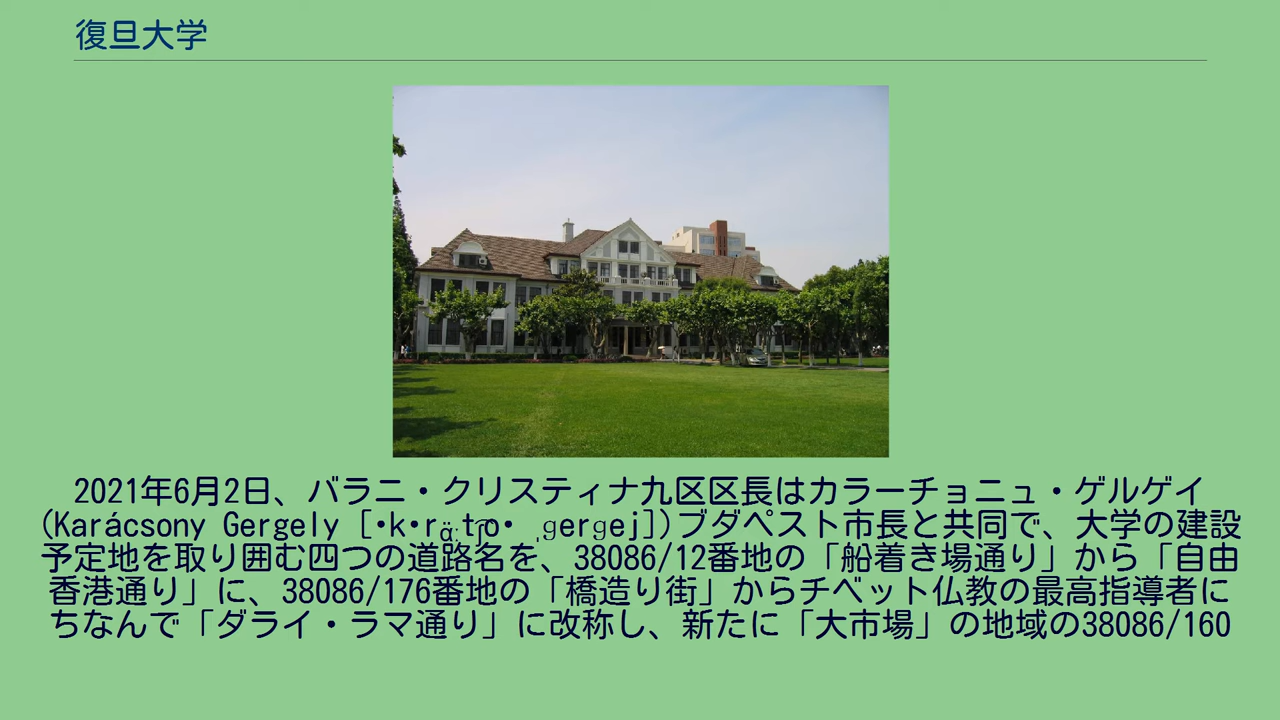 復旦大学
2021年6月2日、バラニ・クリスティナ九区区長はカラーチョニュ・ゲルゲイ
(Karácsony Gergely [•k•rɑ̈ːtʃo• ˌɡerɡej])ブダペスト市長と共同で、大学の建設
予定地を取り囲む四つの道路名を、38086/12番地の「船着き場通り」から「自由
香港通り」に、38086/176番地の「橋造り街」からチベット仏教の最高指導者に
ちなんで「ダライ・ラマ通り」に改称し、新たに「大市場」の地域の38086/160